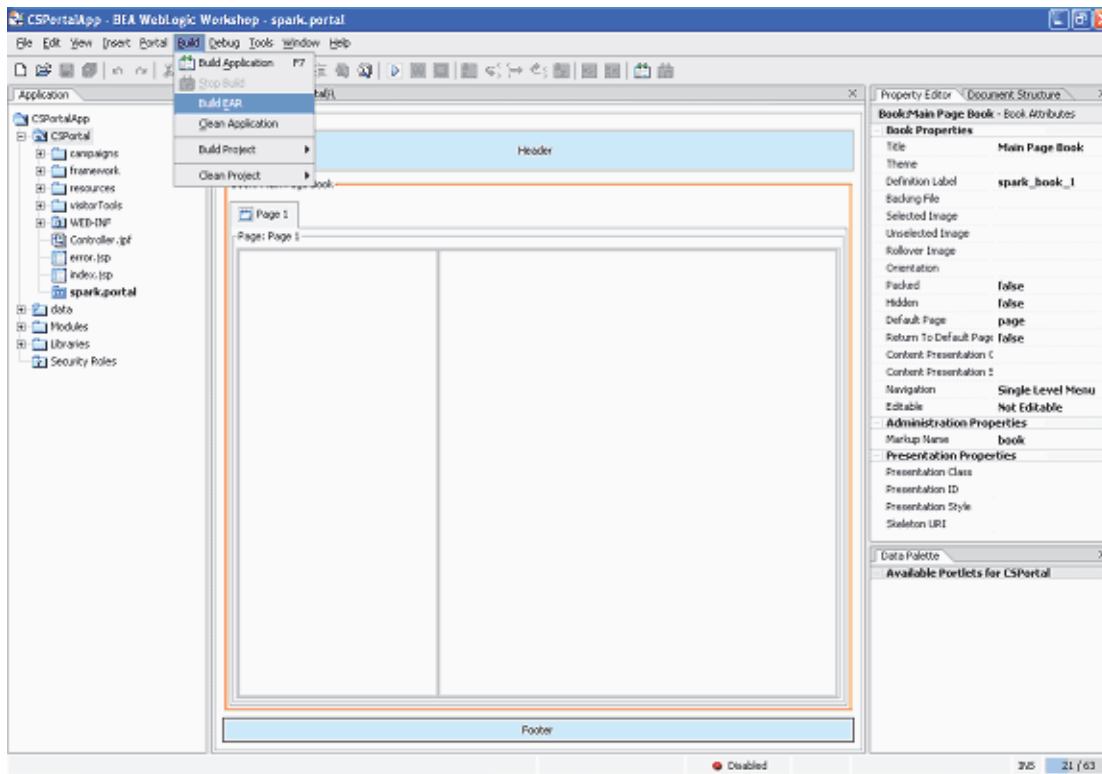 CSPortalApp - BEA WebLogic Workshop - spark.portal
File Edit View Insert Portal Build Debug Tools Window Help
Build Application F7
Stop Build
Build EAR
Clean Application
Build Project
Clean Project
Application
CSPortalApp
CSPortal
campaigns
framework
resources
visitorTools
WEB-INF
Controller.jpf
error.jsp
index.jsp
spark.portal
data
Modules
Libraries
Security Roles
Header
Page 1
Page: Page 1
Footer
Property Editor Document Structure
Book:Main Page Book - Book Attributes
Book Properties
Title Main Page Book
Theme
Definition Label spark_book_1
Backing File
Selected Image
Unselected Image
Rollover Image
Orientation
Packed false
Hidden false
Default Page page
Return To Default Page false
Content Presentation C
Content Presentation S
Navigation Single Level Menu
Editable Not Editable
Administration Properties
Markup Name book
Presentation Properties
Presentation Class
Presentation ID
Presentation Style
Skeleton URI
Data Palette
Available Portlets for CSPortal
Disabled
INS 21 / 63